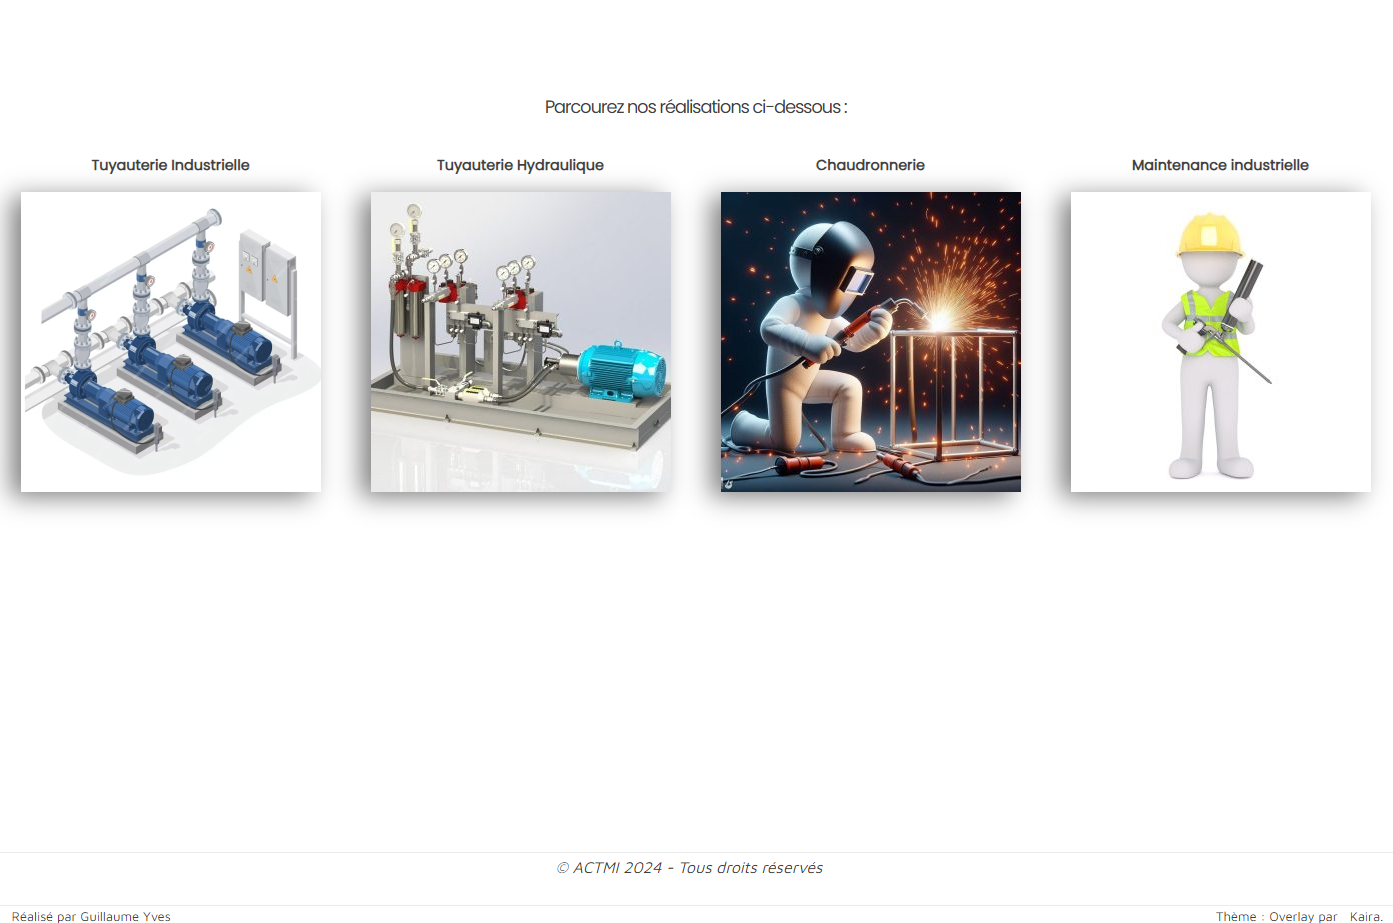 Parcourez nos réalisations ci-dessous :
Tuyauterie Industrielle
Tuyauterie Hydraulique
Chaudronnerie
Maintenance industrielle
© ACTMI 2024 - Tous droits réservés
Réalisé par Guillaume Yves
Thème : Overlay par Kaira.